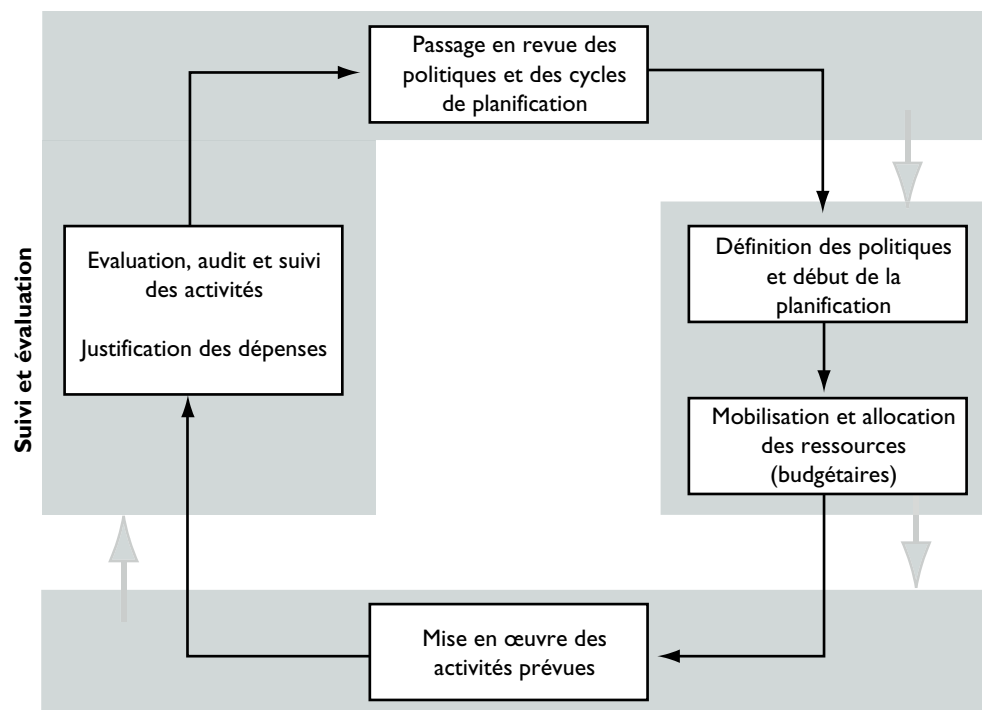 Passage en revue des
politiques et des cycles
de planification
Définition des politiques
et début de la
planification
Mobilisation et allocation
des ressources
(budgétaires)
Mise en œuvre des
activités prévues
Evaluation, audit et suivi
des activités
Justification des dépenses
Suivi et évaluation